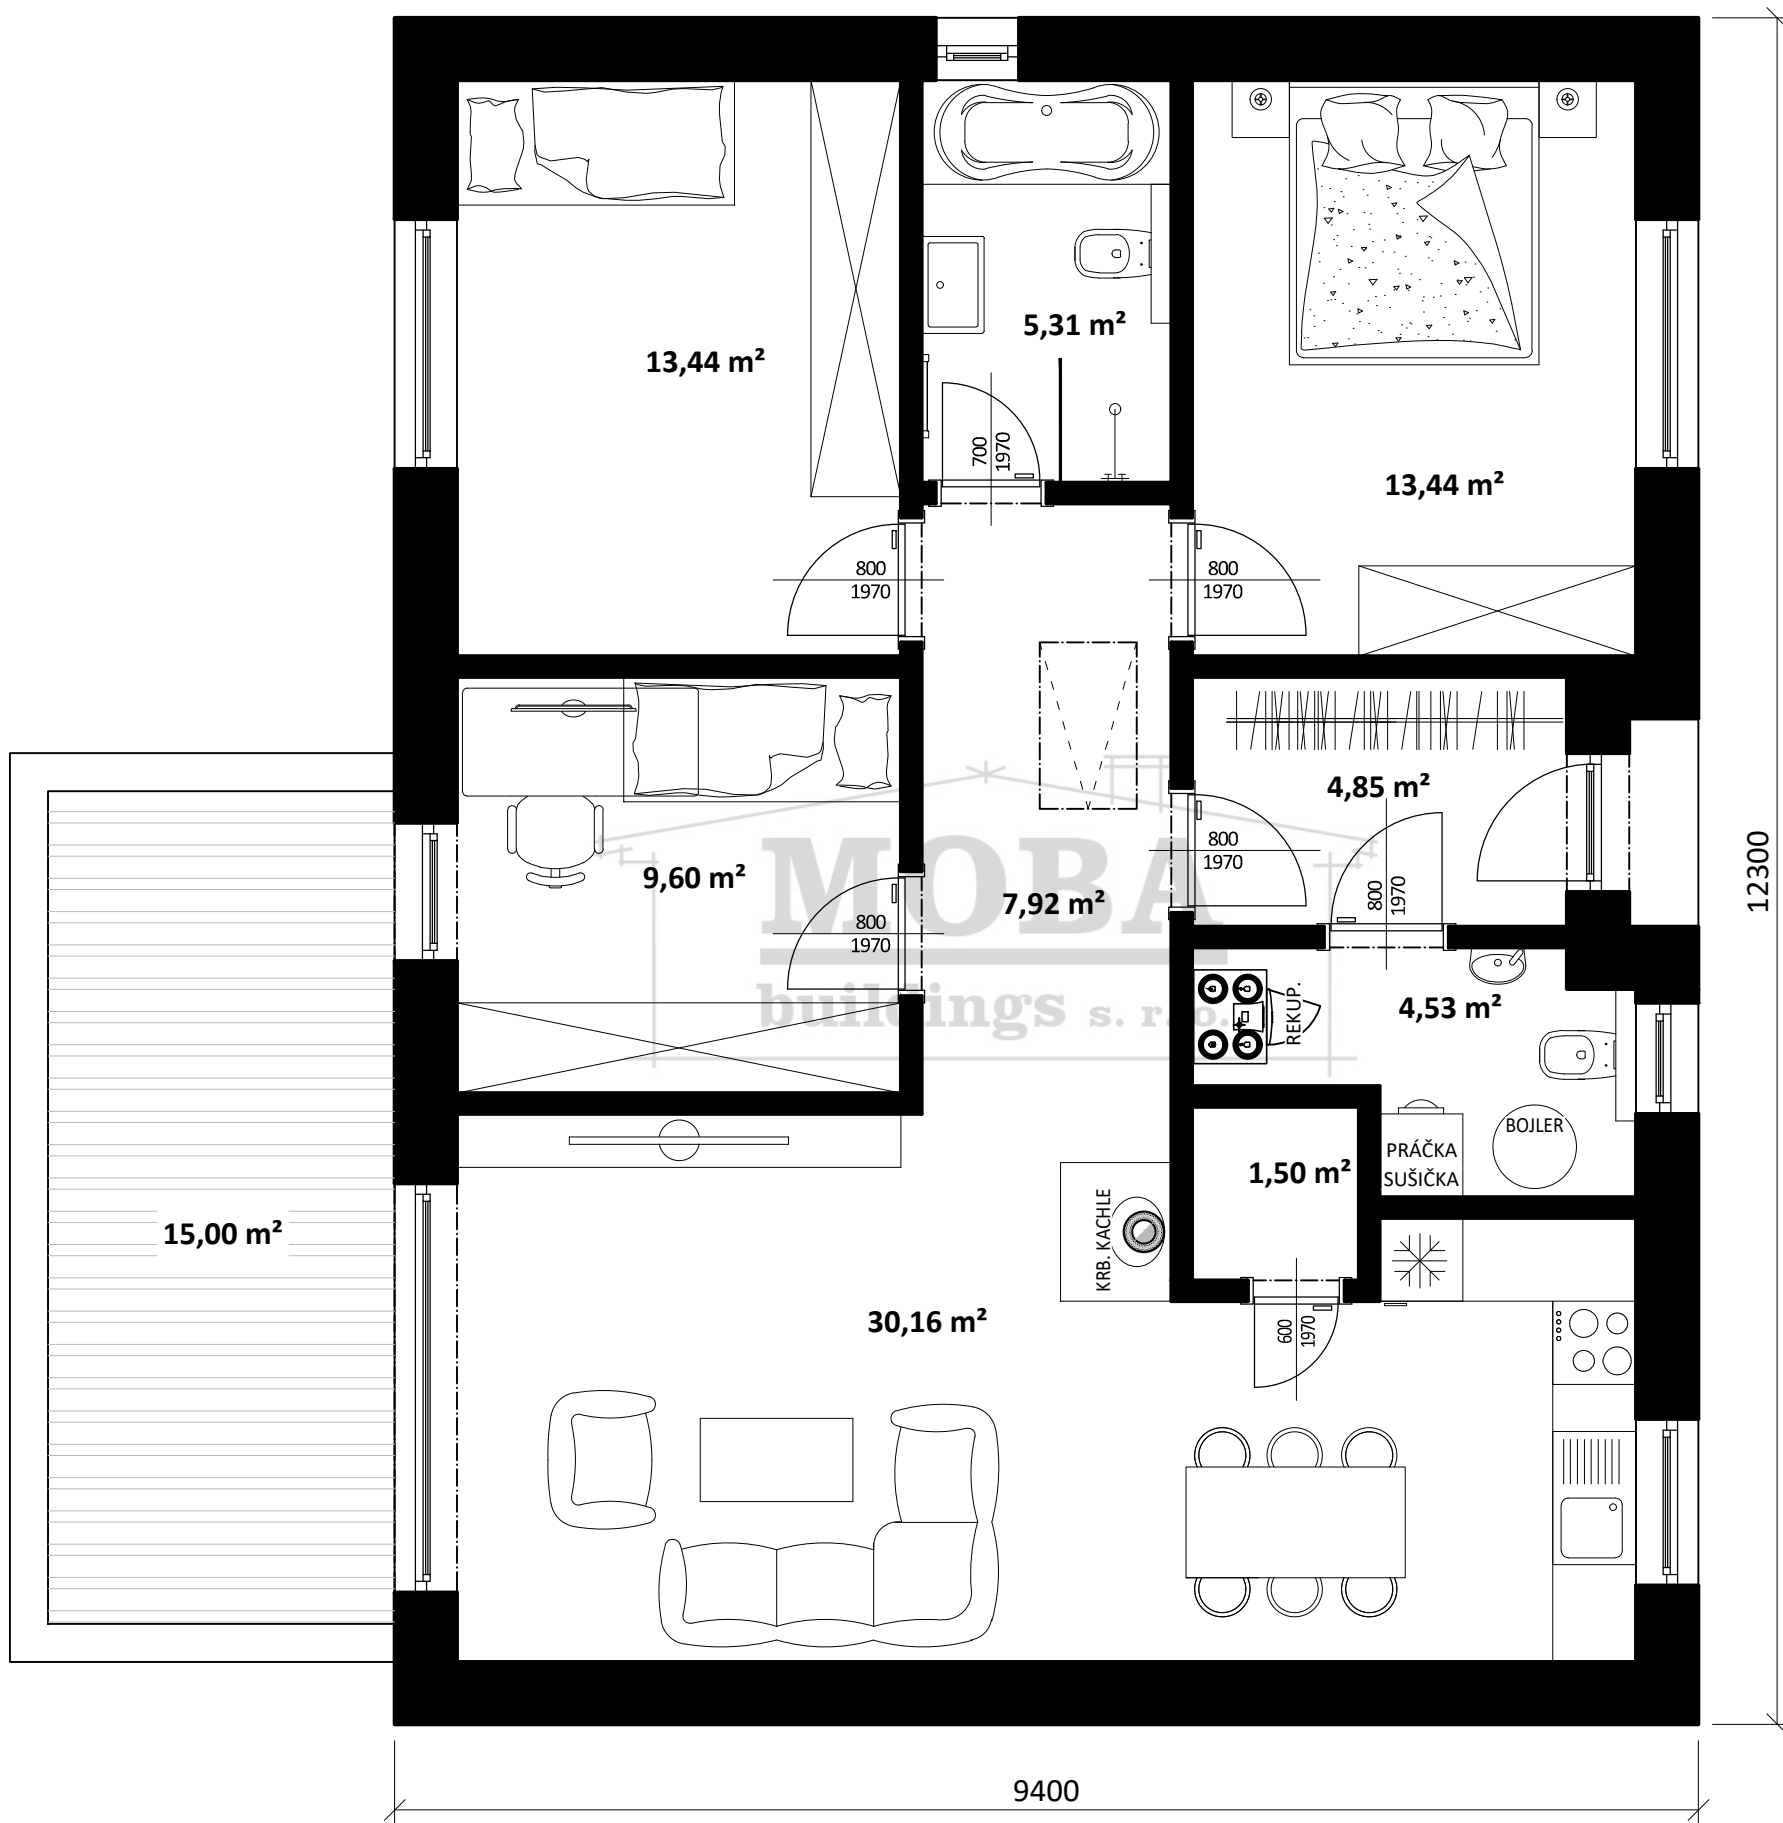 5,31 m²
13,44 m²
700
1970
13,44 m²
800
1970
800
1970
4,85 m²
MOBA
buildings s. r. o.
9,60 m²
800
1970
7,92 m²
800
1970
800
1970
12300
REKUP.
4,53 m²
BOJLER
PRÁČKA
SUŠIČKA
1,50 m²
KRB. KACHLE
15,00 m²
30,16 m²
600
1970
9400